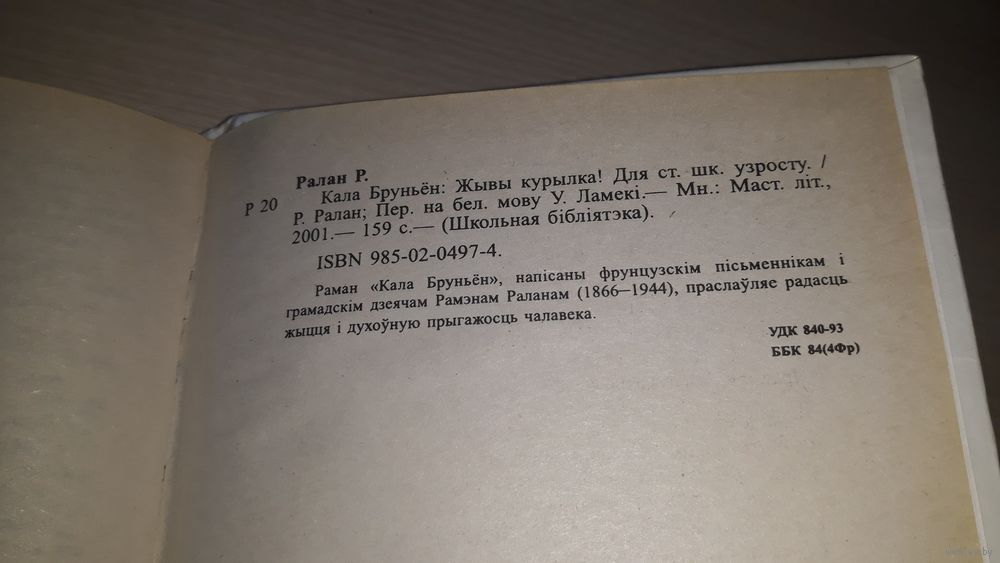 Ралан Р.
Р 20 Кала Бруньён: Жывы курылка! Для ст. шк. узросту. /
Р. Ралан; Пер. на бел. мову У. Ламекі.— Мн.: Маст. літ.,
2001.— 159 с.— (Школьная бібліятэка).
ISBN 985-02-0497-4.
Раман «Кала Бруньён», напісаны фрунцузскім пісьменнікам і
грамадскім дзеячам Рамэнам Раланам (1866—1944), праслаўляе радасць
жыцця і духоўную прыгажосць чалавека.
УДК 840-93
ББК 84(4Фр)